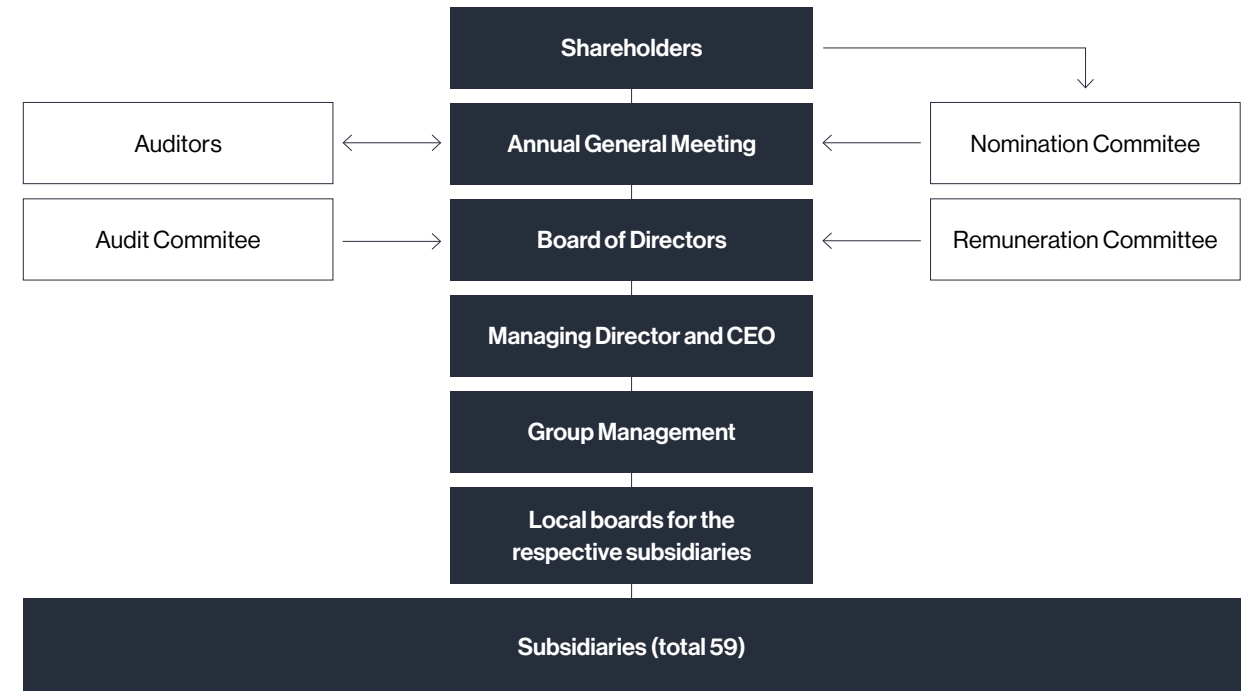 Shareholders
Auditors
Annual General Meeting
Nomination Commitee
Audit Commitee
Board of Directors
Remuneration Committee
Managing Director and CEO
Group Management
Local boards for the
respective subsidiaries
Subsidiaries (total 59)